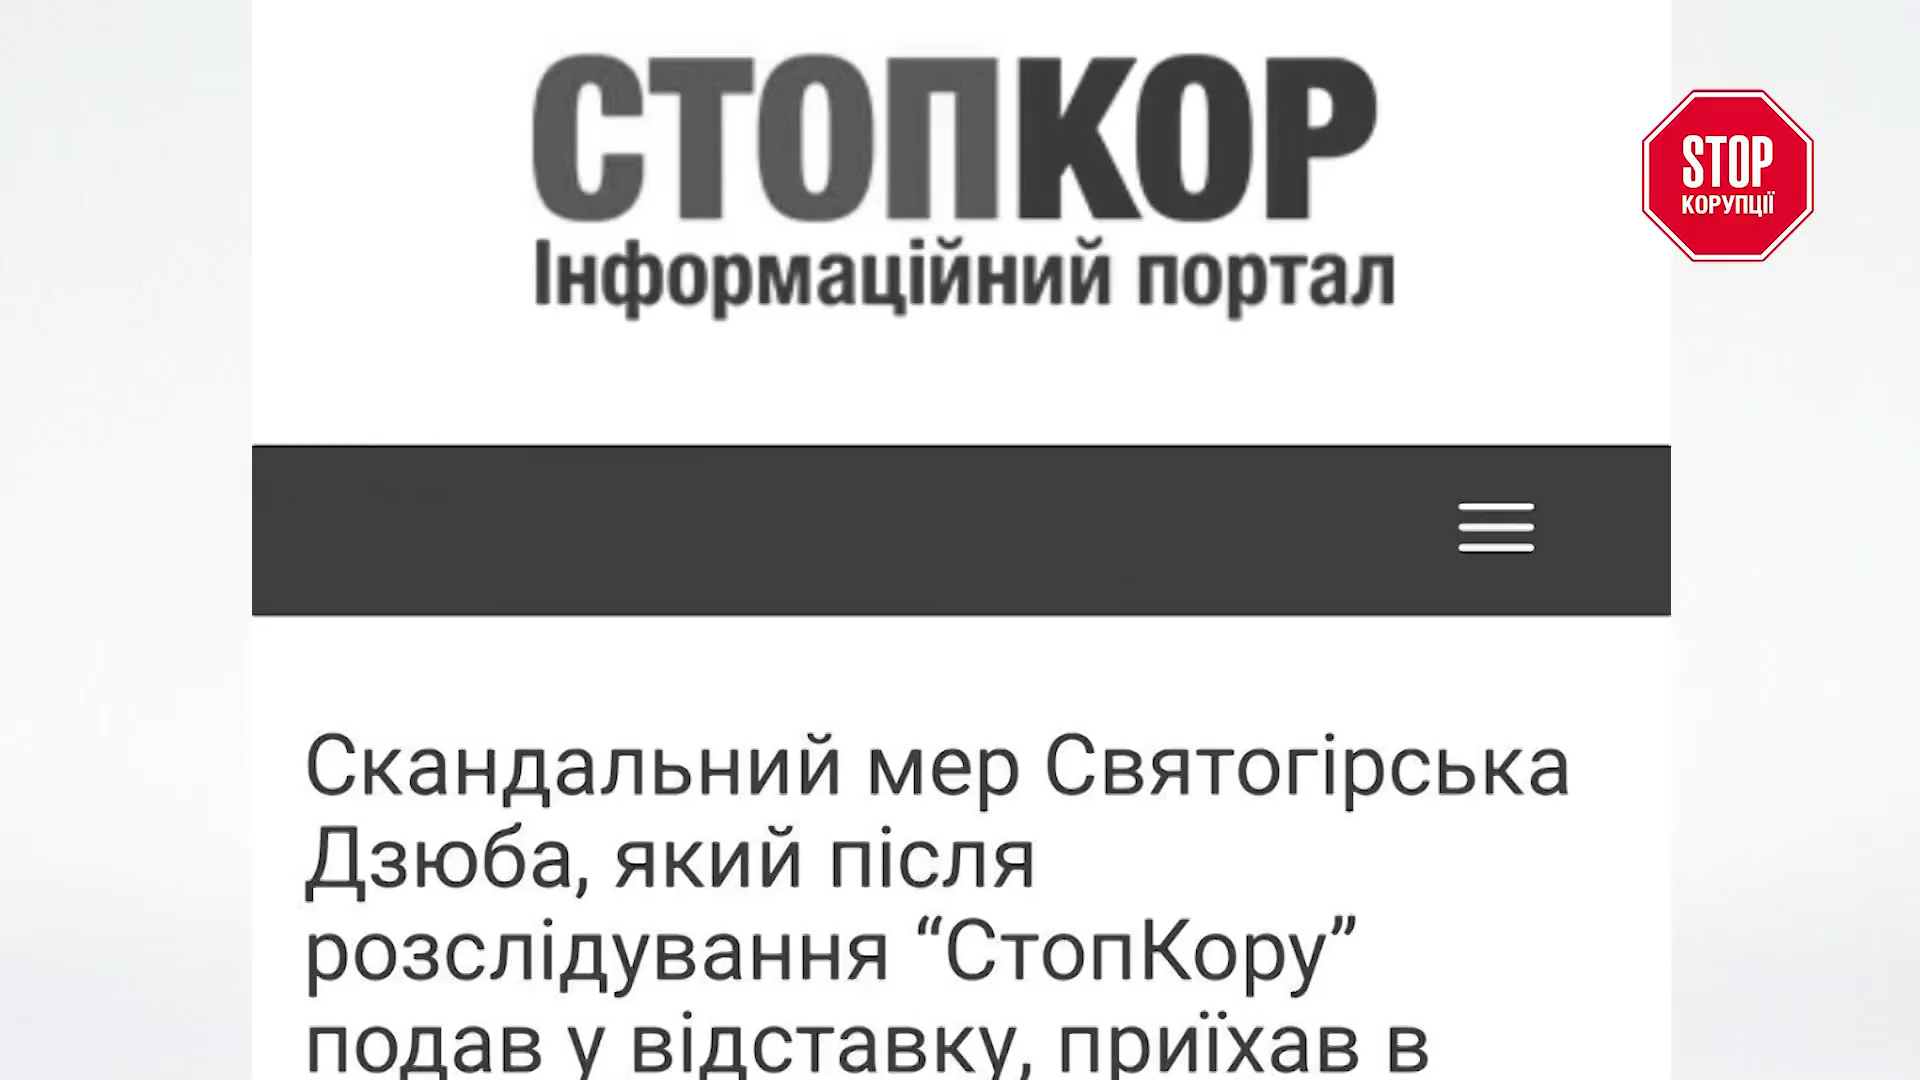 СТОПКОР
Інформаційний портал
STOP
КОРУПЦІЇ
Скандальний мер Святогірська
Дзюба, який після
розслідування “СтопКору”
подав у відставку, приїхав в